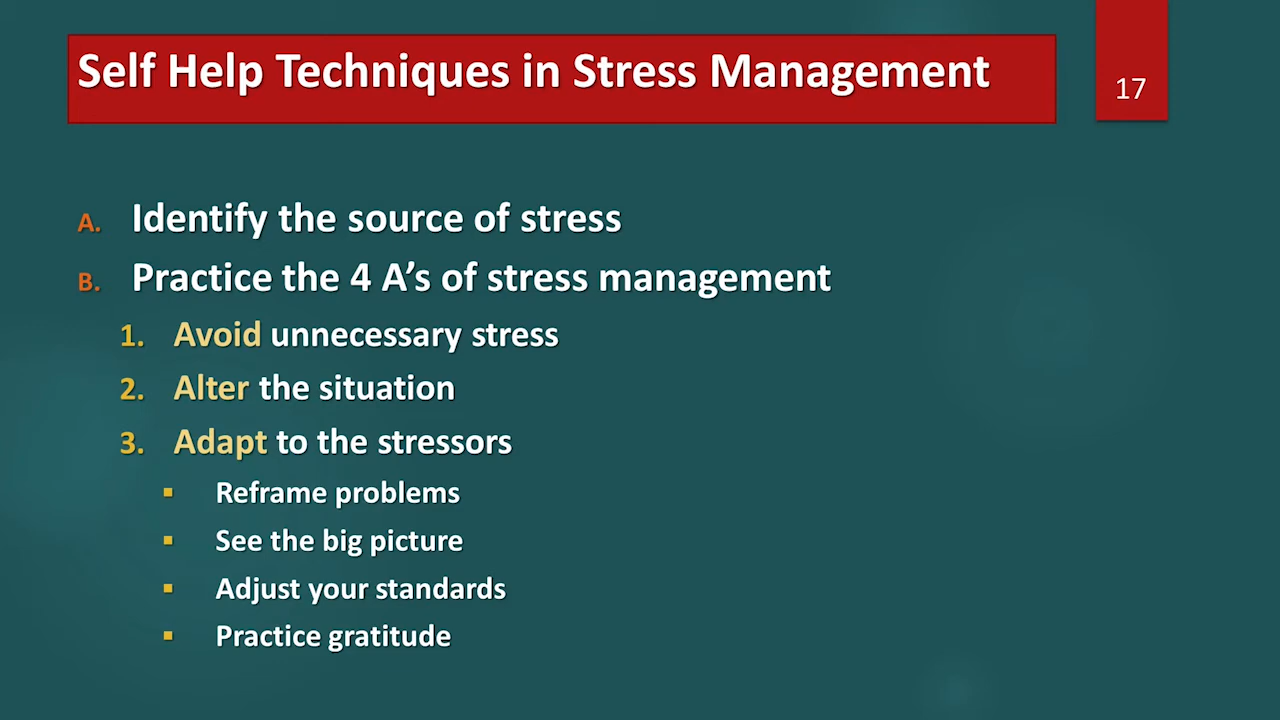 Self Help Techniques in Stress Management
17
A. Identify the source of stress
B. Practice the 4 A’s of stress management
1. Avoid unnecessary stress
2. Alter the situation
3. Adapt to the stressors
▪ Reframe problems
▪ See the big picture
▪ Adjust your standards
▪ Practice gratitude